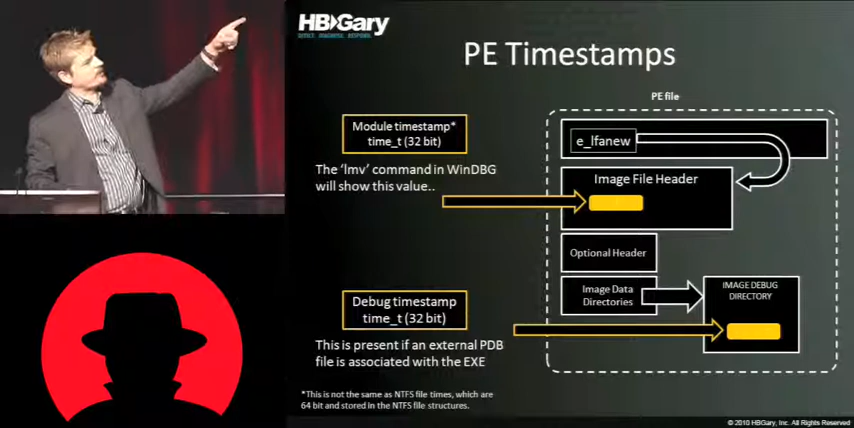 HBGary
DETECT. DIAGNOSE. RESPOND.
PE Timestamps
PE file
Module timestamp*
time_t (32 bit)
The 'lmv' command in WinDBG
will show this value..
e_lfanew
Image File Header
Optional Header
Image Data
Directories
IMAGE DEBUG
DIRECTORY
Debug timestamp
time_t (32 bit)
This is present if an external PDB
file is associated with the EXE
*This is not the same as NTFS file times, which are
64 bit and stored in the NTFS file structures.
© 2010 HBGary, Inc. All Rights Reserved